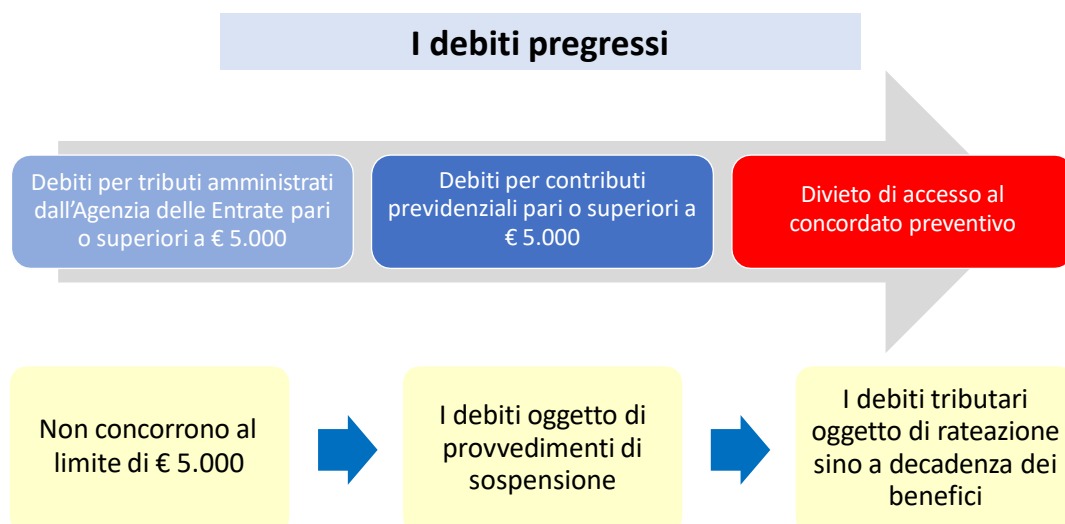 I debiti pregressi
Debiti per tributi amministrati
dall'Agenzia delle Entrate pari
o superiori a € 5.000
Debiti per contributi
previdenziali pari o superiori a
€ 5.000
Divieto di accesso al
concordato preventivo
Non concorrono al
limite di € 5.000
I debiti oggetto di
provvedimenti di
sospensione
I debiti tributari
oggetto di rateazione
sino a decadenza dei
benefici